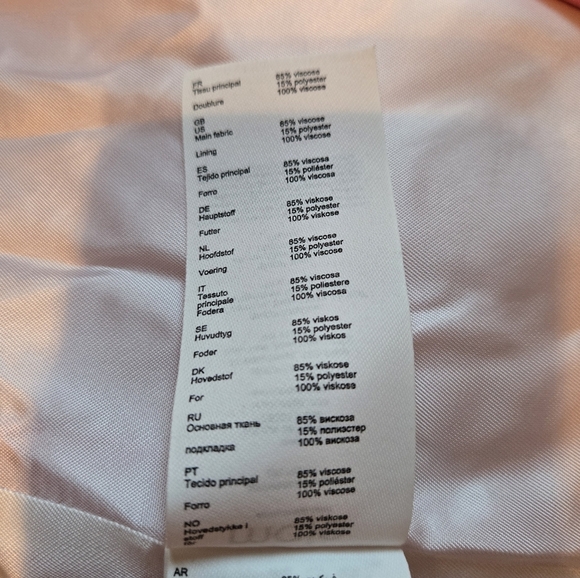 FR
Tissu principal 85% viscose
15% polyester
Doublure 100% viscose
GB
US
Main fabric 85% viscose
15% polyester
Lining 100% viscose
ES
Tejido principal 85% viscosa
15% poliéster
Forro 100% viscosa
DE
Hauptstoff 85% viskose
15% polyester
Futter 100% viskose
NL
Hoofdstof 85% viscose
15% polyester
Voering 100% viscose
IT
Tessuto principale 85% viscosa
15% poliestere
Fodera 100% viscosa
SE
Huvudtyg 85% viskos
15% polyester
Foder 100% viskos
DK
Hovedstof 85% viskose
15% polyester
For 100% viskose
RU
Основная ткань 85% вискоза
15% полиэстер
подкладка 100% вискоза
PT
Tecido principal 85% viscose
15% poliéster
Forro 100% viscose
NO
Hovedstykke i stoff 85% viskose
15% polyester
100% viskose
AR